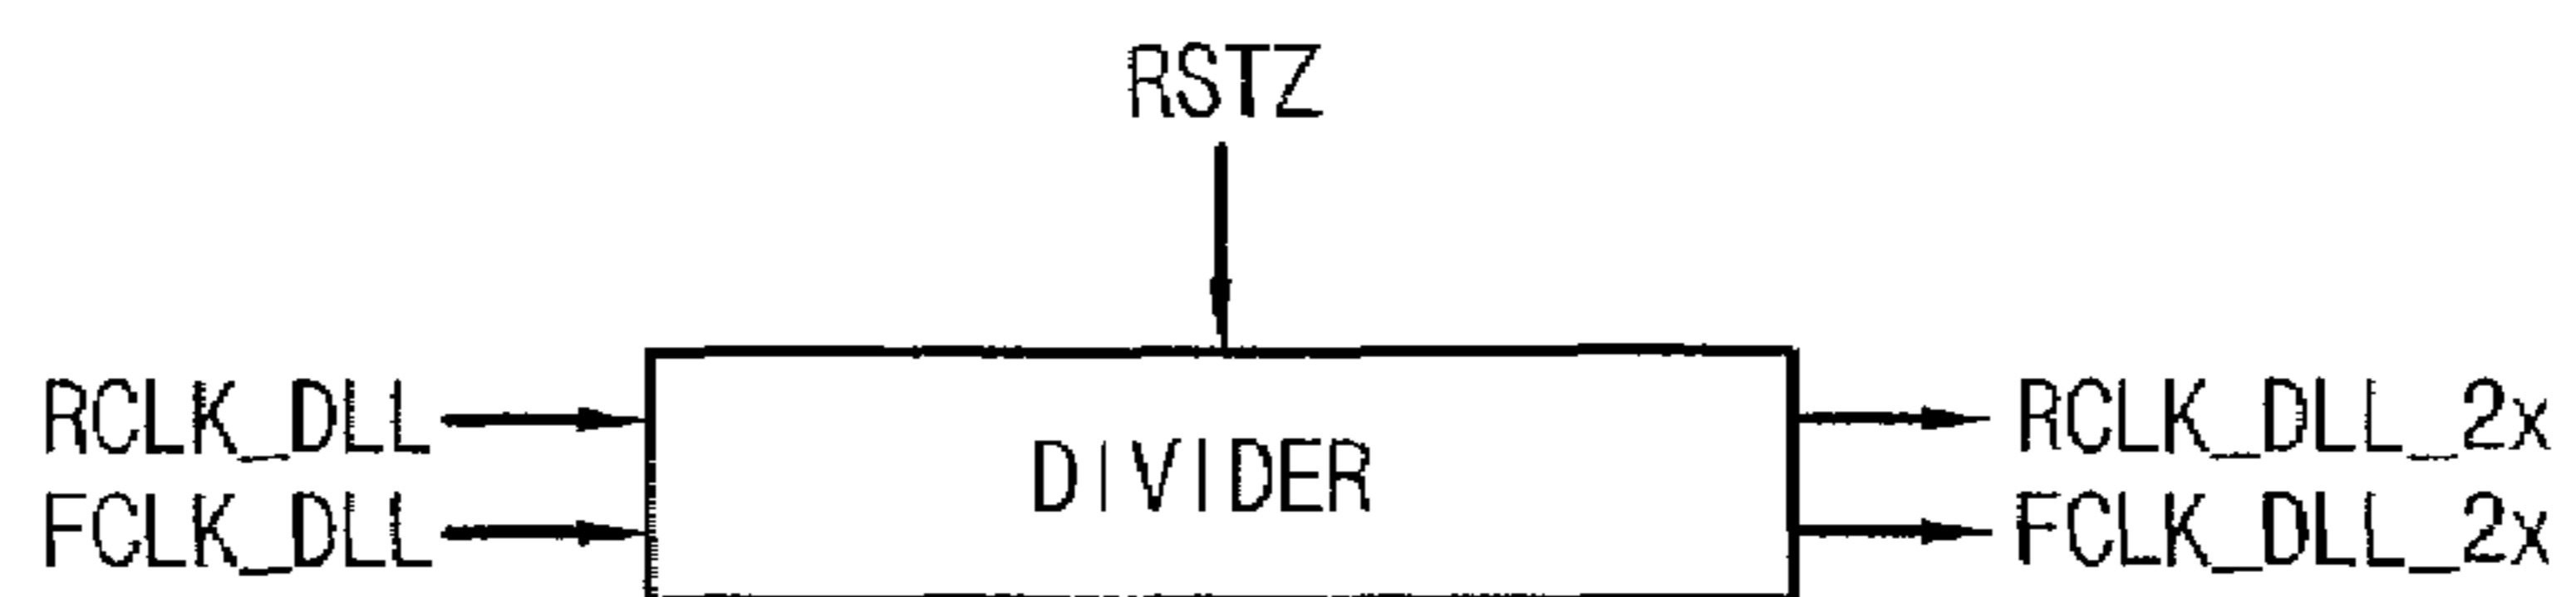 RSTZ
RCLK_DLL
FCLK_DLL
DIVIDER
RCLK_DLL_2x
FCLK_DLL_2x